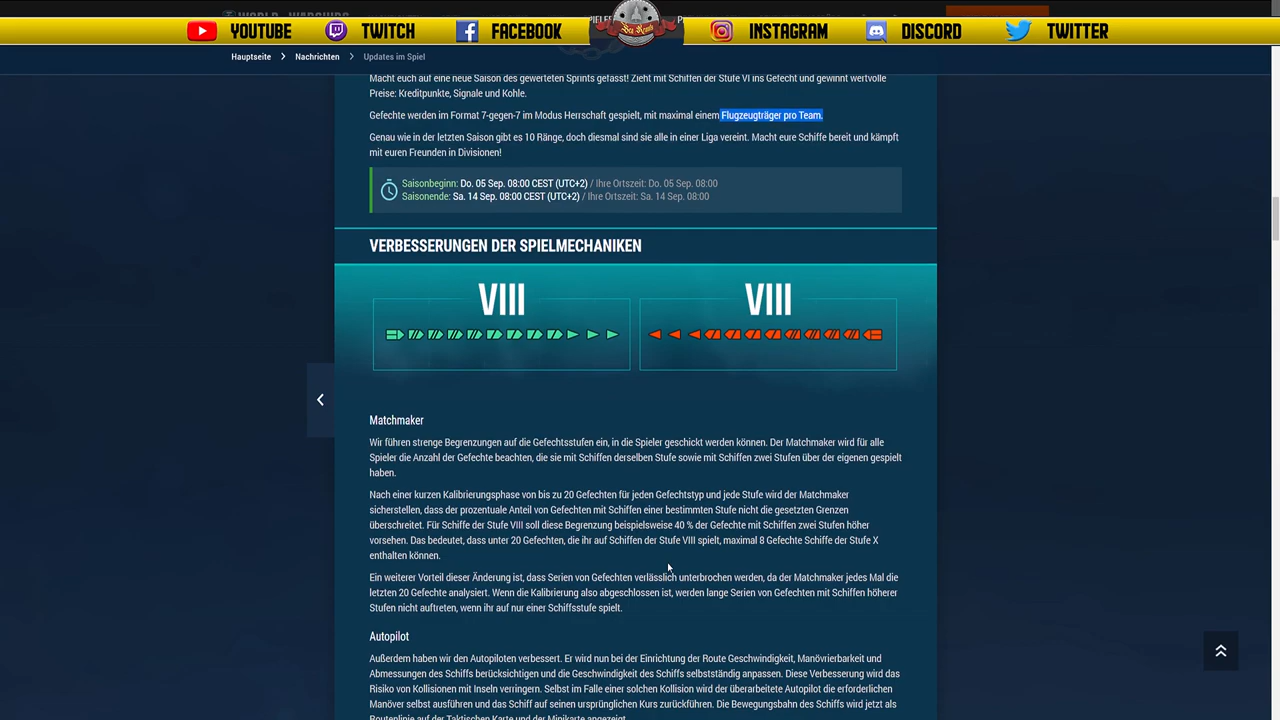 YOUTUBE
TWITCH
FACEBOOK
INSTAGRAM
DISCORD
TWITTER
Hauptseite
Nachrichten
Updates im Spiel
Macht euch auf eine neue Saison des gewerteten Sprints gefasst! Zieht mit Schiffen der Stufe VI ins Gefecht und gewinnt wertvolle
Preise: Kreditpunkte, Signale und Kohle.
Gefechte werden im Format 7-gegen-7 im Modus Herrschaft gespielt, mit maximal einem Flugzeugträger pro Team.
Genau wie in der letzten Saison gibt es 10 Ränge, doch diesmal sind sie alle in einer Liga vereint. Macht eure Schiffe bereit und kämpft
mit euren Freunden in Divisionen!
Saisonbeginn: Do. 05 Sep. 08:00 CEST (UTC+2) / Ihre Ortszeit: Do. 05 Sep. 08:00
Saisonende: Sa. 14 Sep. 08:00 CEST (UTC+2) / Ihre Ortszeit: Sa. 14 Sep. 08:00
VERBESSERUNGEN DER SPIELMECHANIKEN
VIII
VIII
Matchmaker
Wir führen strenge Begrenzungen auf die Gefechtsstufen ein, in die Spieler geschickt werden können. Der Matchmaker wird für alle
Spieler die Anzahl der Gefechte beachten, die sie mit Schiffen derselben Stufe sowie mit Schiffen zwei Stufen über der eigenen gespielt
haben.
Nach einer kurzen Kalibrierungsphase von bis zu 20 Gefechten für jeden Gefechtstyp und jede Stufe wird der Matchmaker
sicherstellen, dass der prozentuale Anteil von Gefechten mit Schiffen einer bestimmten Stufe nicht die gesetzten Grenzen
überschreitet. Für Schiffe der Stufe VIII soll diese Begrenzung beispielsweise 40 % der Gefechte mit Schiffen zwei Stufen höher
vorsehen. Das bedeutet, dass unter 20 Gefechten, die ihr auf Schiffen der Stufe VIII spielt, maximal 8 Gefechte Schiffe der Stufe X
enthalten können.
Ein weiterer Vorteil dieser Änderung ist, dass Serien von Gefechten verlässlich unterbrochen werden, da der Matchmaker jedes Mal die
letzten 20 Gefechte analysiert. Wenn die Kalibrierung also abgeschlossen ist, werden lange Serien von Gefechten mit Schiffen höherer
Stufen nicht auftreten, wenn ihr auf nur einer Schiffsstufe spielt.
Autopilot
Außerdem haben wir den Autopiloten verbessert. Er wird nun bei der Einrichtung der Route Geschwindigkeit, Manövrierbarkeit und
Abmessungen des Schiffs berücksichtigen und die Geschwindigkeit des Schiffs selbstständig anpassen. Diese Verbesserung wird das
Risiko von Kollisionen mit Inseln verringern. Selbst im Falle einer solchen Kollision wird der überarbeitete Autopilot die erforderlichen
Manöver selbst ausführen und das Schiff auf seinen ursprünglichen Kurs zurückführen. Die Bewegungsbahn des Schiffs wird jetzt als
Routenlinie auf der Taktischen Karte und der Minikarte angezeigt.